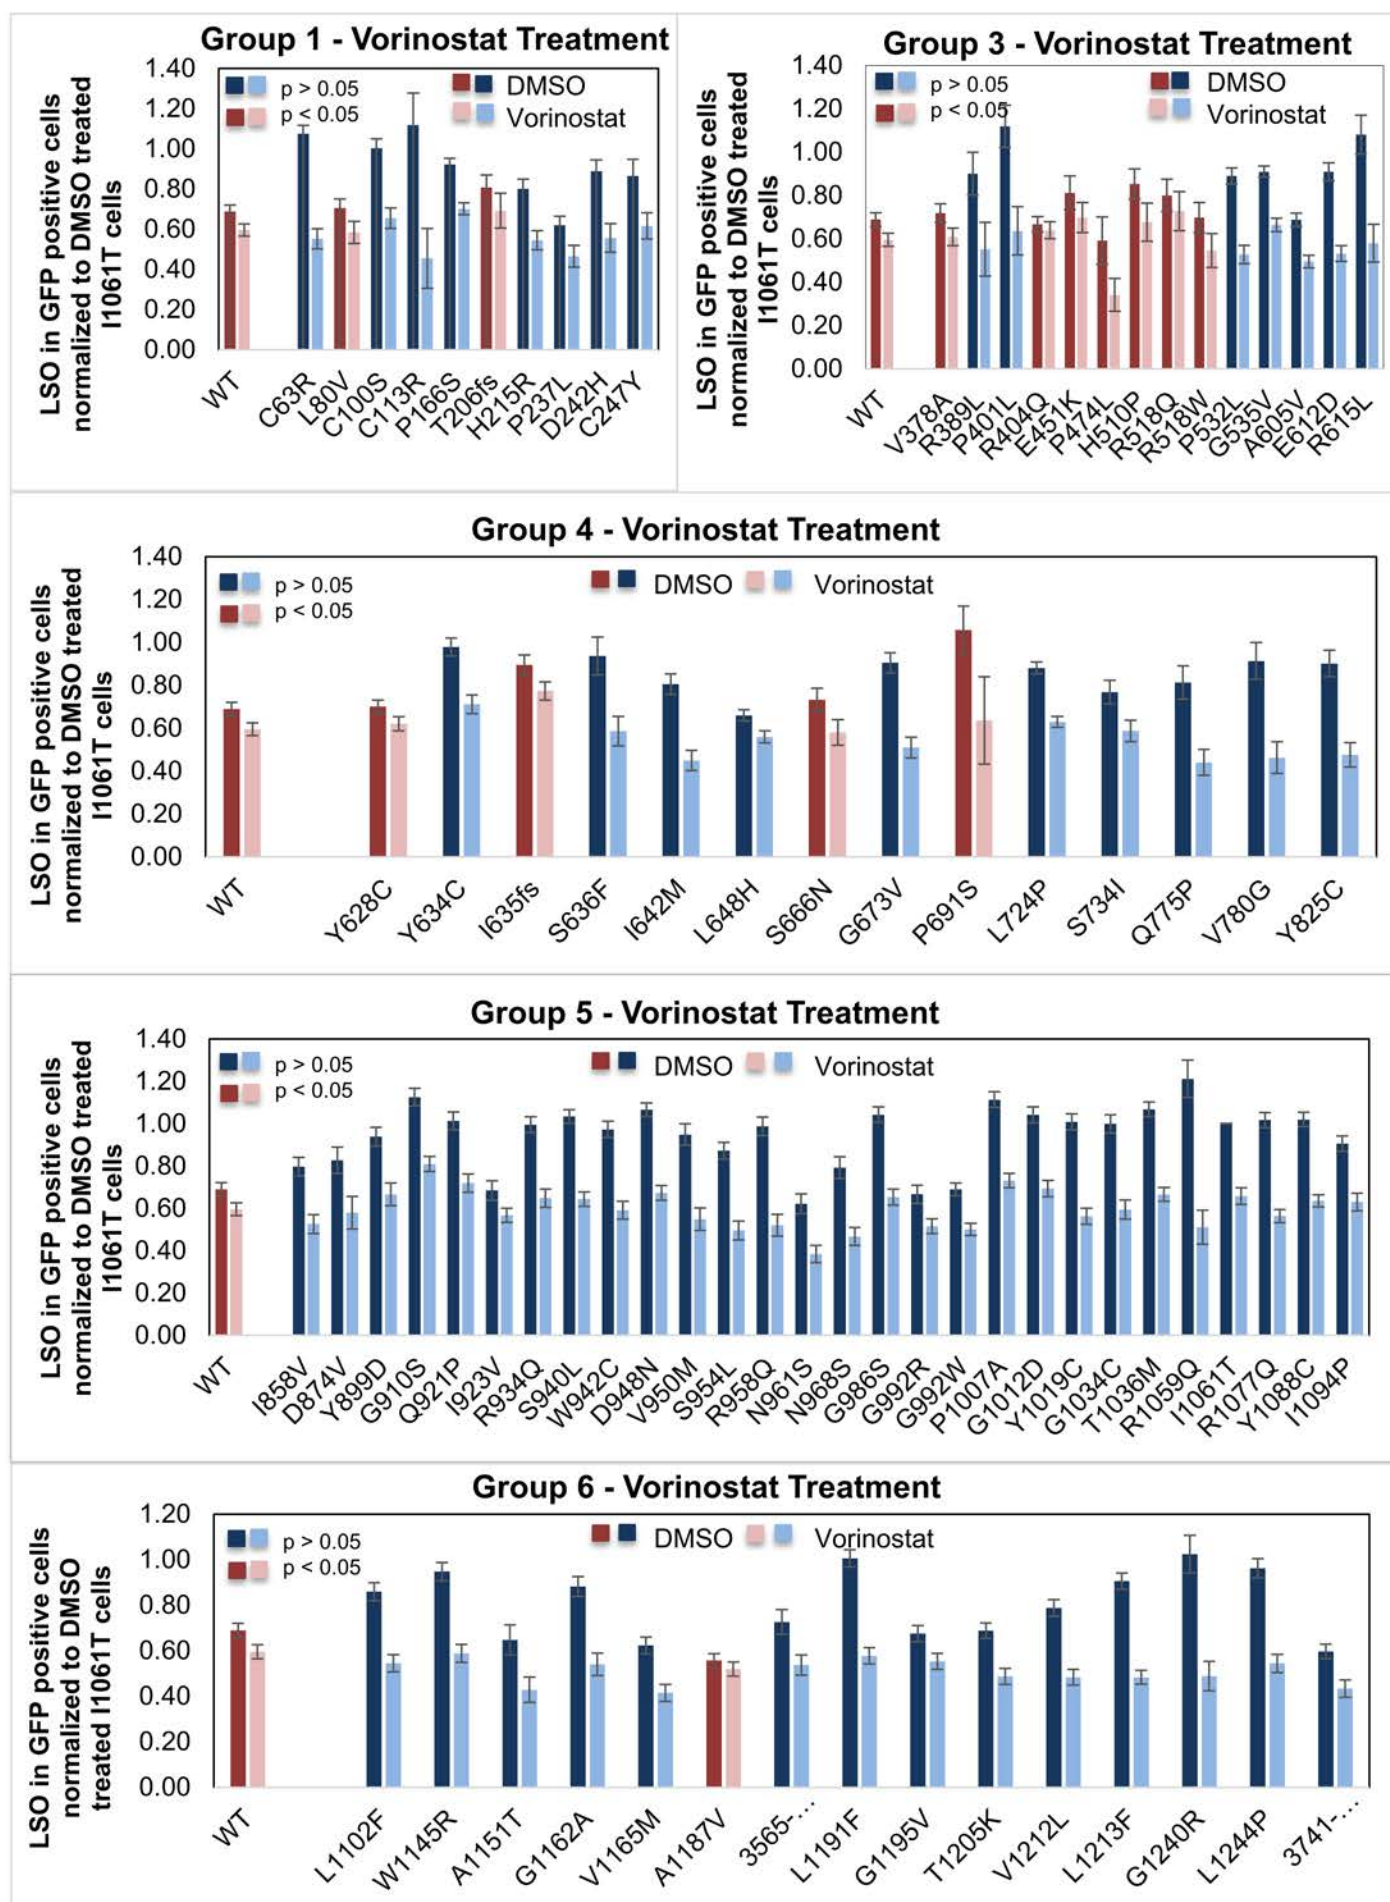 Group 1 - Vorinostat Treatment
LSO in GFP positive cells
normalized to DMSO treated
I1061T cells
1.40
1.20
1.00
0.80
0.60
0.40
0.20
0.00
p > 0.05
p < 0.05
DMSO
Vorinostat
WT
C63R
L80V
C100S
C113R
P166S
T206fs
H215R
P237L
D242H
C247Y
Group 3 - Vorinostat Treatment
LSO in GFP positive cells
normalized to DMSO treated
I1061T cells
1.40
1.20
1.00
0.80
0.60
0.40
0.20
0.00
p > 0.05
p < 0.05
DMSO
Vorinostat
WT
V378A
R389L
P401L
R404Q
E451K
P474L
H510P
R518Q
R518W
P532L
G535V
A605V
E612D
R615L
Group 4 - Vorinostat Treatment
LSO in GFP positive cells
normalized to DMSO treated
I1061T cells
1.40
1.20
1.00
0.80
0.60
0.40
0.20
0.00
p > 0.05
p < 0.05
DMSO
Vorinostat
WT
Y628C
Y634C
I635fs
S636F
I642M
L648H
S666N
G673V
P691S
L724P
S734I
Q775P
V780G
Y825C
Group 5 - Vorinostat Treatment
LSO in GFP positive cells
normalized to DMSO treated
I1061T cells
1.40
1.20
1.00
0.80
0.60
0.40
0.20
0.00
p > 0.05
p < 0.05
DMSO
Vorinostat
WT
I858V
D874V
Y899D
G910S
Q921P
I923V
R934Q
S940L
W942C
D948N
V950M
S954L
R958Q
N961S
N968S
G986S
G992R
G992W
P1007A
G1012D
Y1019C
G1034C
T1036M
R1059Q
I1061T
R1077Q
Y1088C
I1094P
Group 6 - Vorinostat Treatment
LSO in GFP positive cells
normalized to DMSO
treated I1061T cells
1.20
1.00
0.80
0.60
0.40
0.20
0.00
p > 0.05
p < 0.05
DMSO
Vorinostat
WT
L1102F
W1145R
A1151T
G1162A
V1165M
A1187V
3565-...
L1191F
G1195V
T1205K
V1212L
L1213F
G1240R
L1244P
3741-...